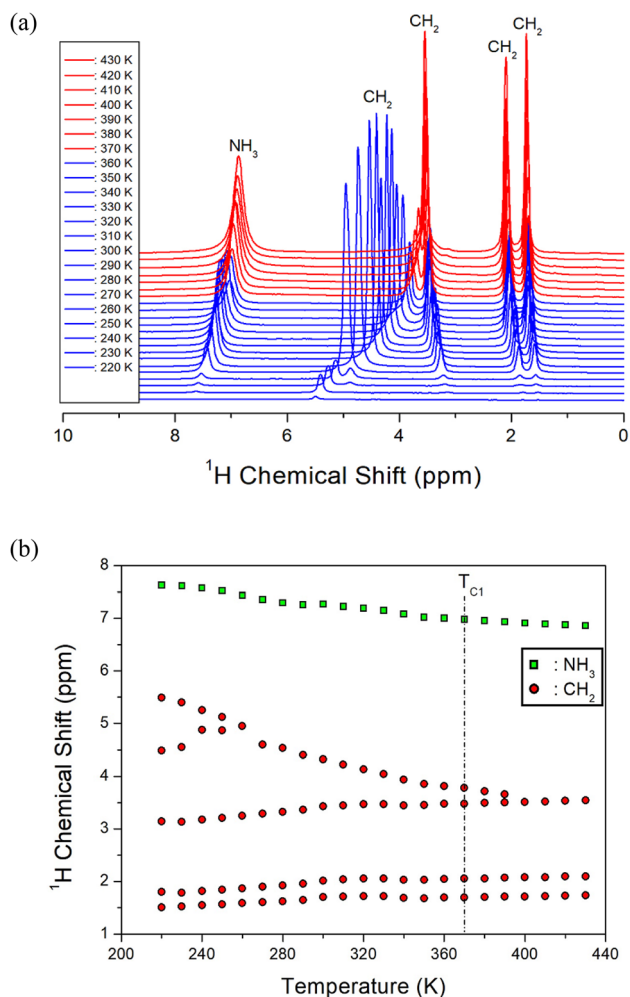 (a)
CH₂
CH₂
CH₂
CH₂
NH₃
: 430 K
: 420 K
: 410 K
: 400 K
: 390 K
: 380 K
: 370 K
: 360 K
: 350 K
: 340 K
: 330 K
: 320 K
: 310 K
: 300 K
: 290 K
: 280 K
: 270 K
: 260 K
: 250 K
: 240 K
: 230 K
: 220 K
10 8 6 4 2 0
¹H Chemical Shift (ppm)
(b)
8
7
6
5
4
3
2
1
¹H Chemical Shift (ppm)
T_C1
: NH₃
: CH₂
200 240 280 320 360 400 440
Temperature (K)